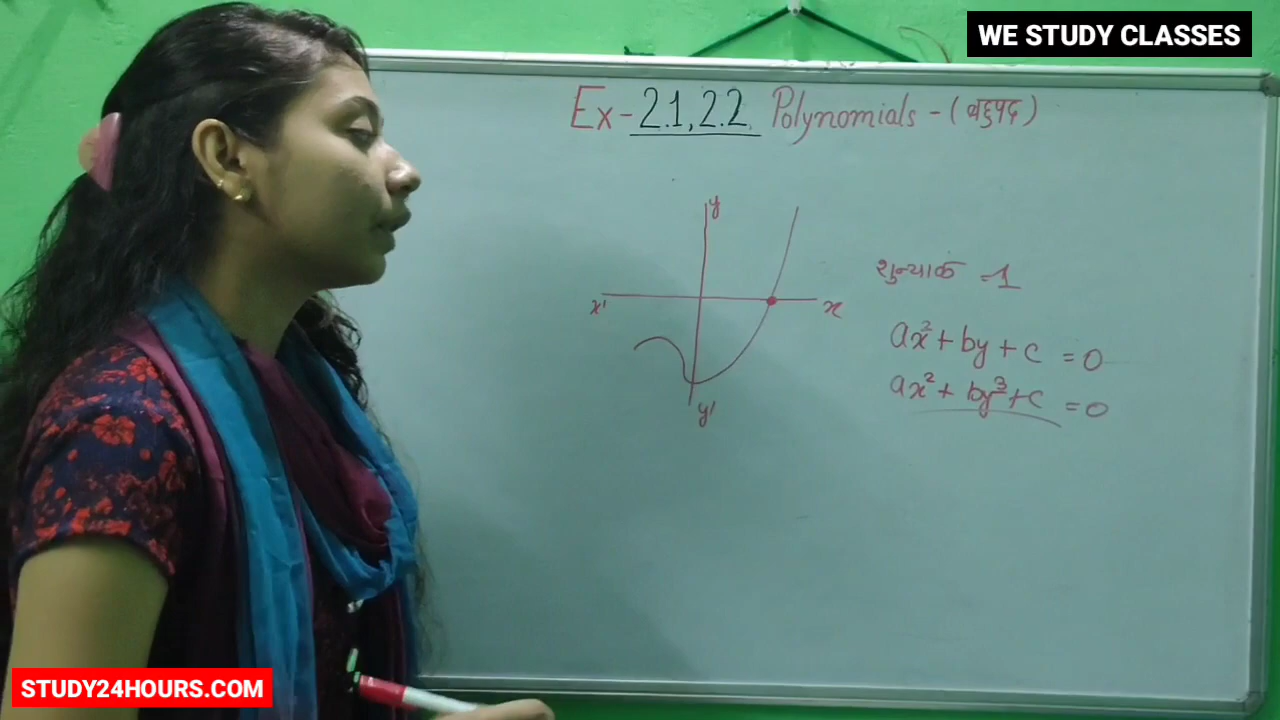 WE STUDY CLASSES
Ex-2.1, 2.2 Polynomials - (बहुपद)
y
x' x
y'
शुन्यांक -1
ax² + by + c = 0
ax² + by³ + c = 0
STUDY24HOURS.COM